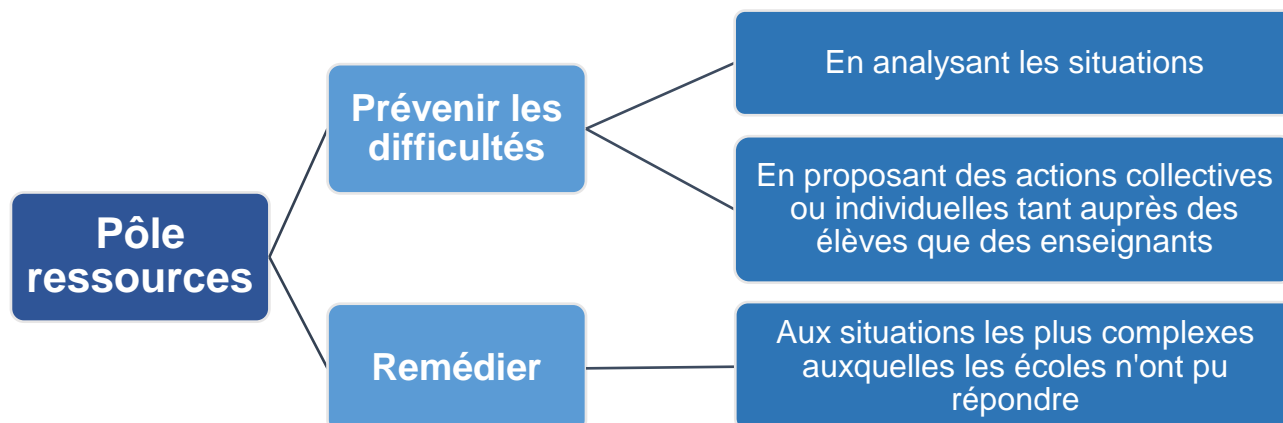 Pôle
ressources
Prévenir les
difficultés
En analysant les situations
En proposant des actions collectives
ou individuelles tant auprès des
élèves que des enseignants
Remédier
Aux situations les plus complexes
auxquelles les écoles n'ont pu
répondre